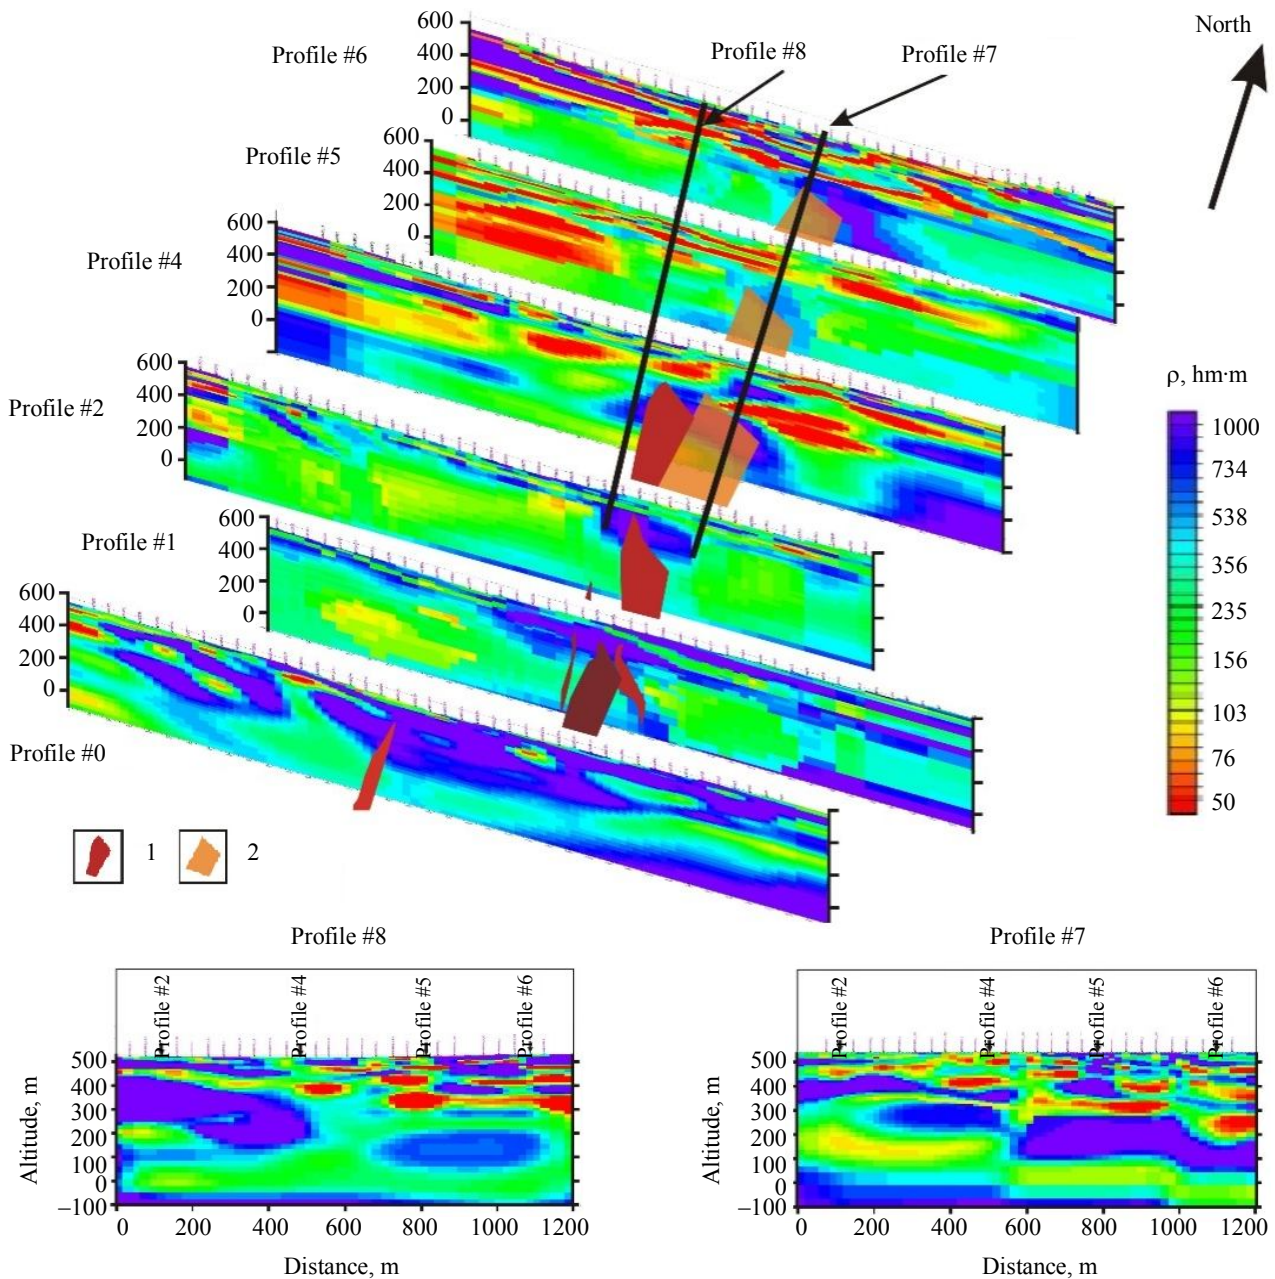 North
Profile #6
Profile #8
Profile #7
600
400
200
0
Profile #5
600
400
200
0
Profile #4
600
400
200
0
Profile #2
600
400
200
0
Profile #1
600
400
200
0
Profile #0
600
400
200
0
ρ, hm·m
1000
734
538
356
235
156
103
76
50
1
2
Profile #8
Profile #2
Profile #4
Profile #5
Profile #6
Altitude, m
500
400
300
200
100
0
–100
0 200 400 600 800 1000 1200
Distance, m
Profile #7
Profile #2
Profile #4
Profile #5
Profile #6
Altitude, m
500
400
300
200
100
0
–100
0 200 400 600 800 1000 1200
Distance, m